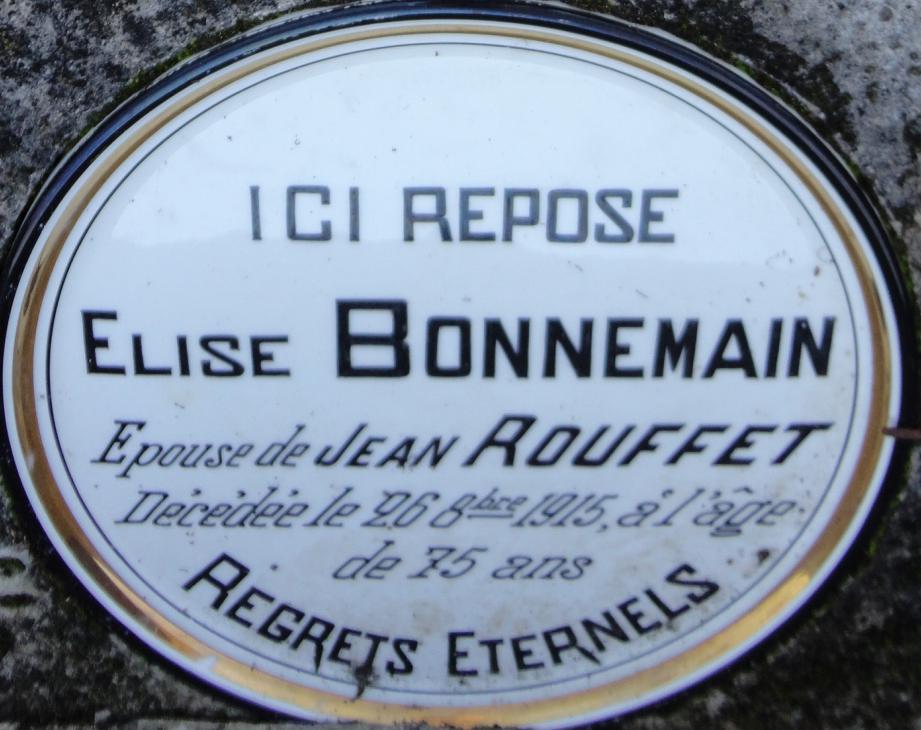 ICI REPOSE
ELISE BONNEMAIN
Epouse de JEAN ROUFFET
Décédée le 26 8bre 1915, à l'âge
de 75 ans
REGRETS ETERNELS